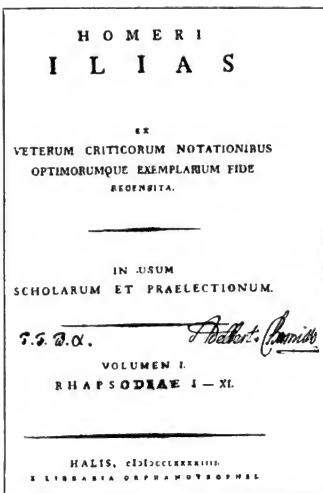 HOMERI
ILIAS
EX
VETERUM CRITICORUM NOTATIONIBUS
OPTIMORUMQUE EXEMPLARIUM FIDE
RECENSITA.
IN USUM
SCHOLARUM ET PRAELECTIONUM.
VOLUMEN I.
RHAPSODIAE I — XI.
HALIS,
E LIBRARIA ORPHANOTROPHEI.